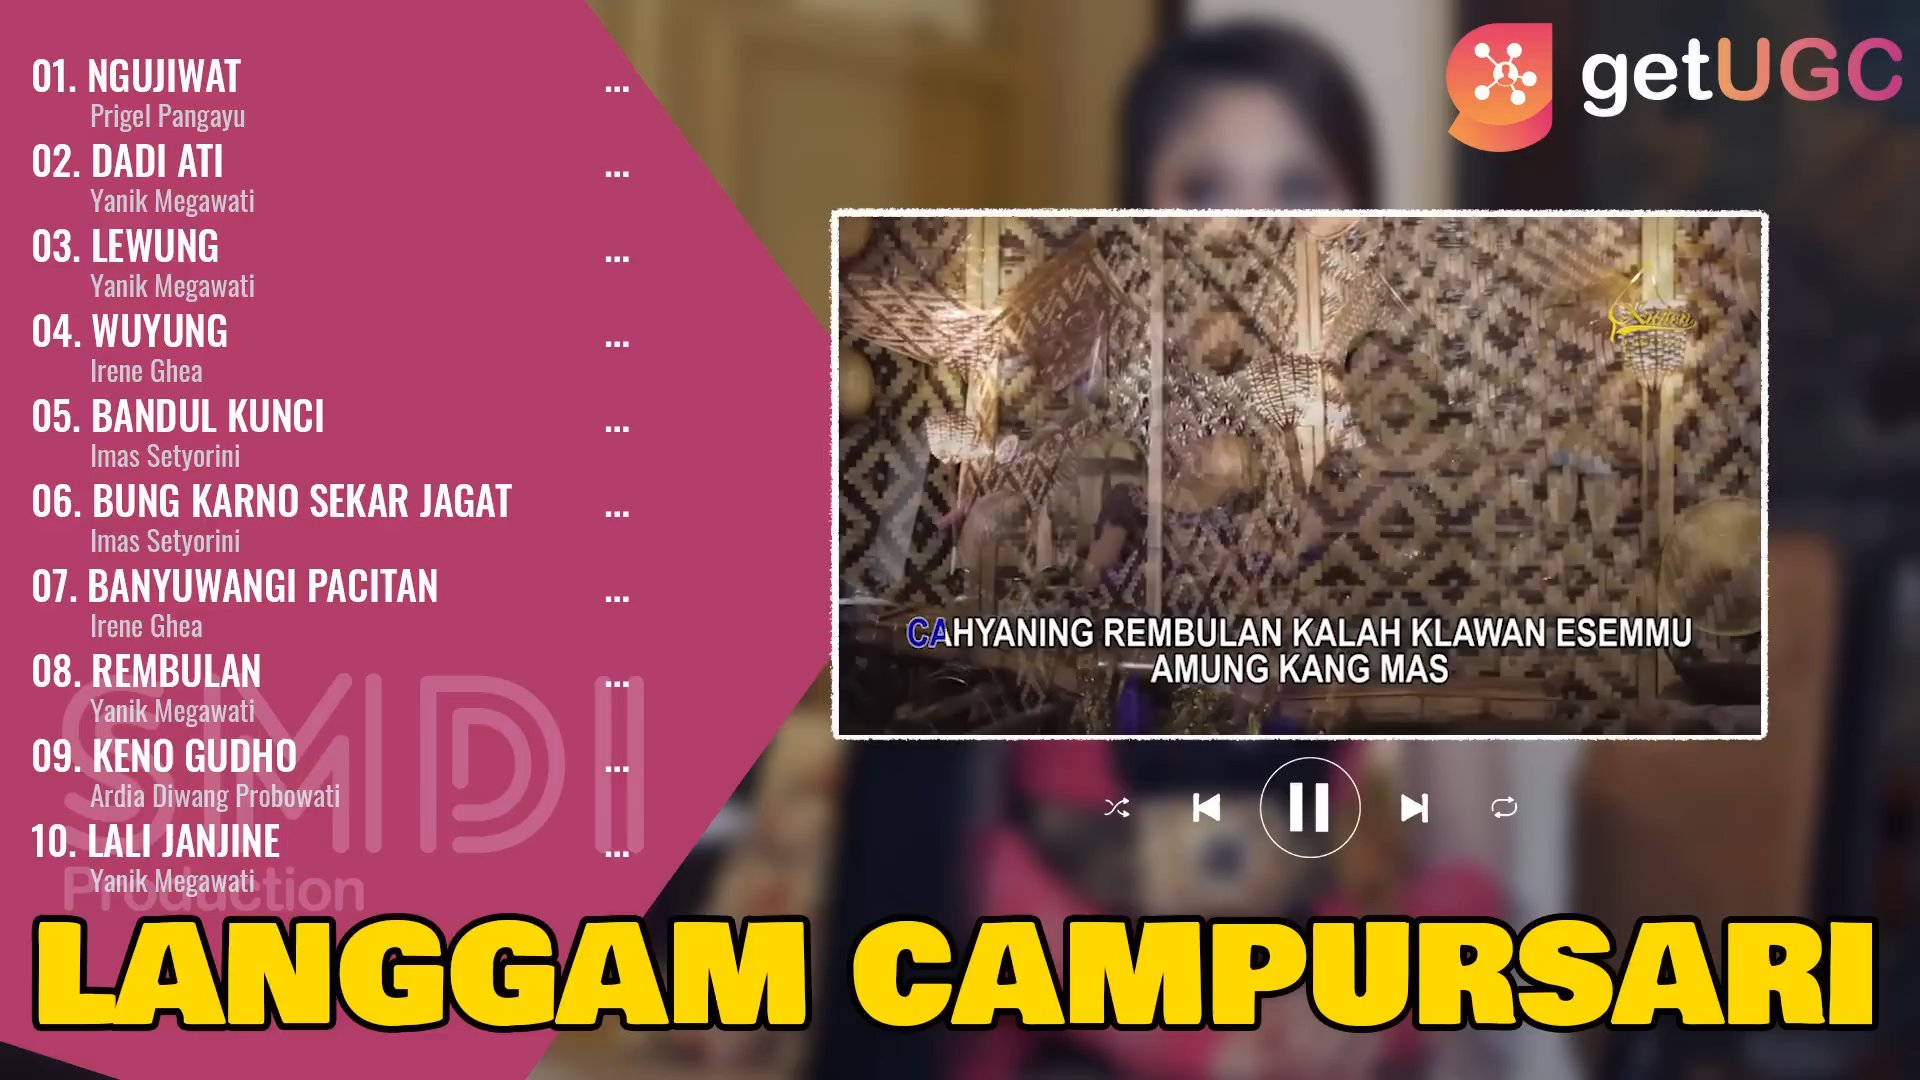 01. NGUJIWAT ...
Prigel Pangayu
02. DADI ATI ...
Yanik Megawati
03. LEWUNG ...
Yanik Megawati
04. WUYUNG ...
Irene Ghea
05. BANDUL KUNCI ...
Imas Setyorini
06. BUNG KARNO SEKAR JAGAT ...
Imas Setyorini
07. BANYUWANGI PACITAN ...
Irene Ghea
08. REMBULAN ...
Yanik Megawati
09. KENO GUDHO ...
Ardia Diwang Probowati
10. LALI JANJINE ...
Yanik Megawati
SMDI
Production
getUGC
CAHYANING REMBULAN KALAH KLAWAN ESEMMU
AMUNG KANG MAS
LANGGAM CAMPURSARI